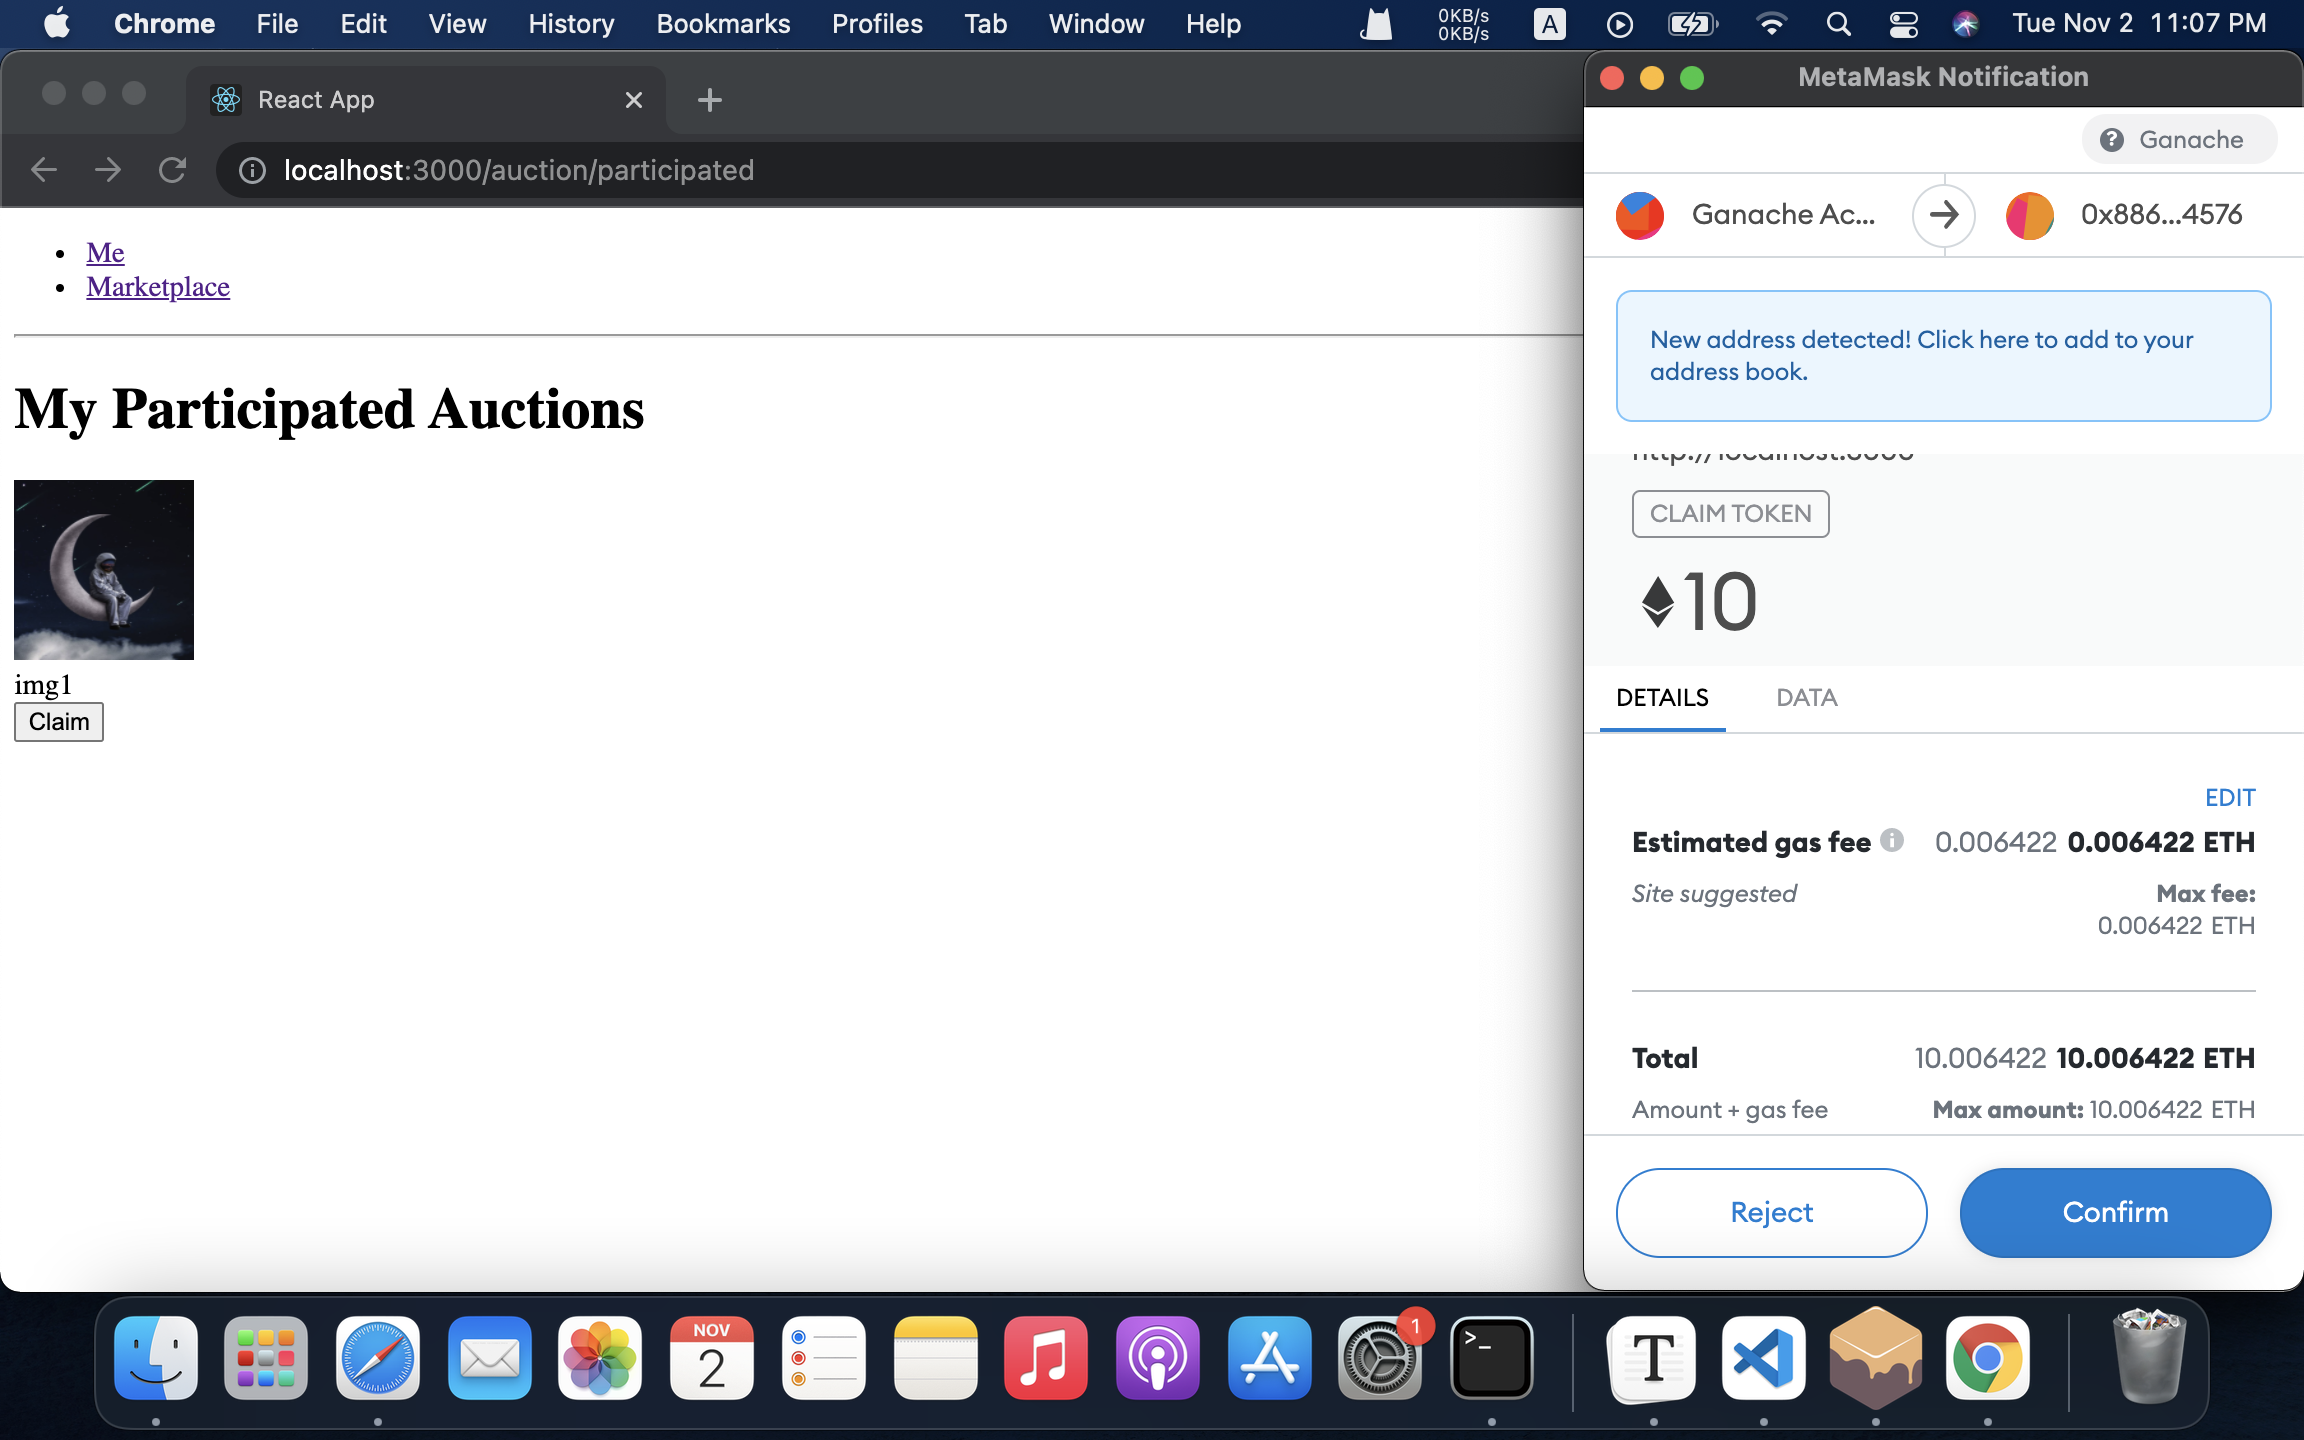 Chrome File Edit View History Bookmarks Profiles Tab Window Help 0KB/s A Tue Nov 2 11:07 PM
0KB/s
React App
localhost:3000/auction/participated
Me
Marketplace
My Participated Auctions
img1
Claim
MetaMask Notification
? Ganache
Ganache Ac... 0x886...4576
New address detected! Click here to add to your
address book.
http://localhost:3000
CLAIM TOKEN
10
DETAILS DATA
EDIT
Estimated gas fee 0.006422 0.006422 ETH
Site suggested Max fee:
0.006422 ETH
Total 10.006422 10.006422 ETH
Amount + gas fee Max amount: 10.006422 ETH
Reject Confirm
NOV
2
1
>_
T